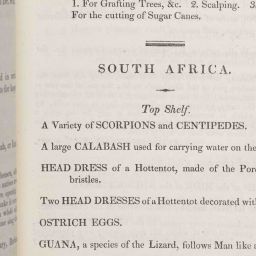 1. For Grafting Trees, &c. 2. Scalping. 3.
For the cutting of Sugar Canes.
SOUTH AFRICA.
Top Shelf.
A Variety of SCORPIONS and CENTIPEDES.
A large CALABASH used for carrying water on the
HEAD DRESS of a Hottentot, made of the Por
bristles.
Two HEAD DRESSES of a Hottentot decorated with
OSTRICH EGGS.
GUANA, a species of the Lizard, follows Man like a